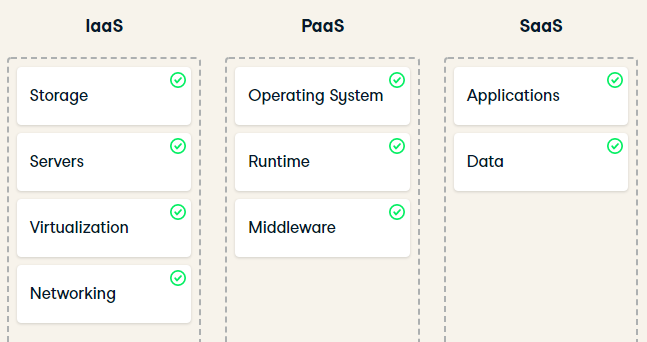 IaaS
PaaS
SaaS
Storage
Operating System
Applications
Servers
Runtime
Data
Virtualization
Middleware
Networking